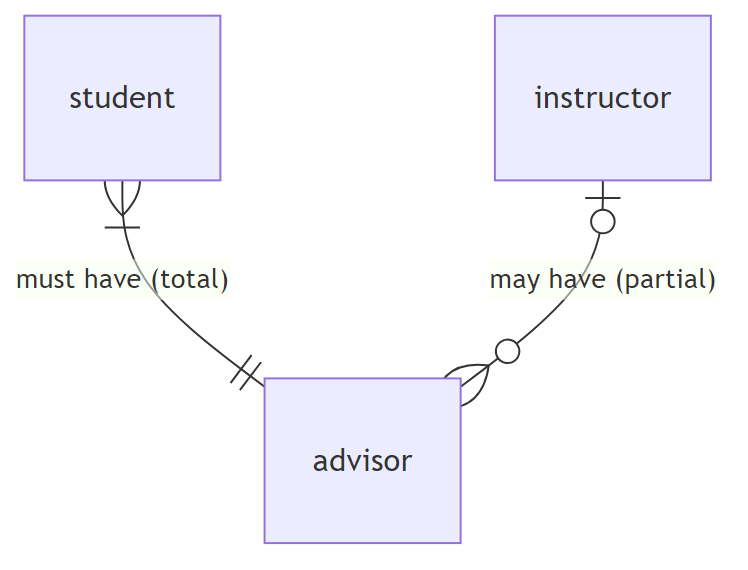 student
instructor
must have (total)
may have (partial)
advisor